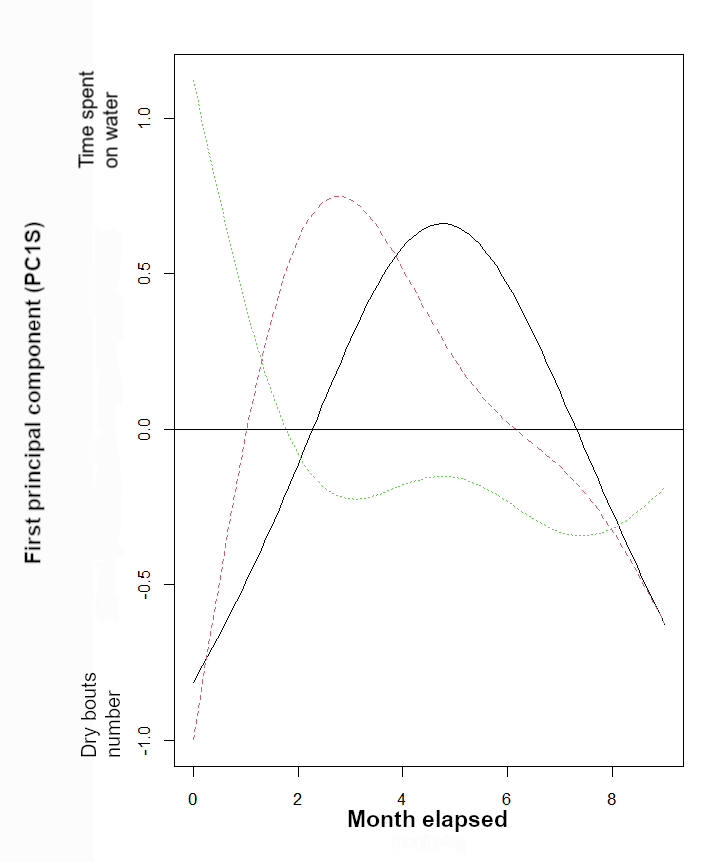 Time spent
on water
First principal component (PC1S)
Dry bouts
number
1.0
0.5
0.0
-0.5
-1.0
0 2 4 6 8
Month elapsed